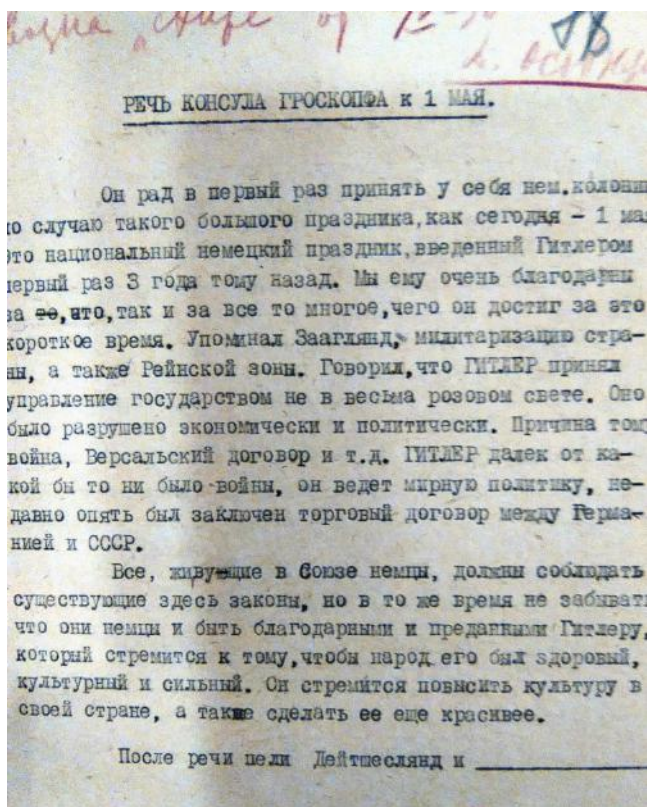 РЕЧЬ КОНСУЛА ГРОСКОПФА к 1 МАЯ.
Он рад в первый раз принять у себя нем.колонию
по случаю такого большого праздника,как сегодня - 1 мая
это национальный немецкий праздник,введенный Гитлером
первый раз 3 года тому назад. Мы ему очень благодарны
за то,что,так и за все то многое,чего он достиг за это
короткое время. Упоминал Зааглянд, милитаризацию стра-
ны, а также Рейнской зоны. Говорил,что ГИТЛЕР принял
управление государством не в весьма розовом свете. Оно
было разрушено экономически и политически. Причина тому
война, Версальский договор и т.д. ГИТЛЕР далек от ка-
кой бы то ни было войны, он ведет мирную политику, не-
давно опять был заключен торговый договор между Герма-
нией и СССР.
Все, живущие в Союзе немцы, должны соблюдать
существующие здесь законы, но в то же время не забывать
что они немцы и быть благодарными и преданными Гитлеру,
который стремится к тому,чтобы народ его был здоровый,
культурный и сильный. Он стремится повысить культуру в
своей стране, а также сделать ее еще красивее.
После речи пели Дейтшеслянд и